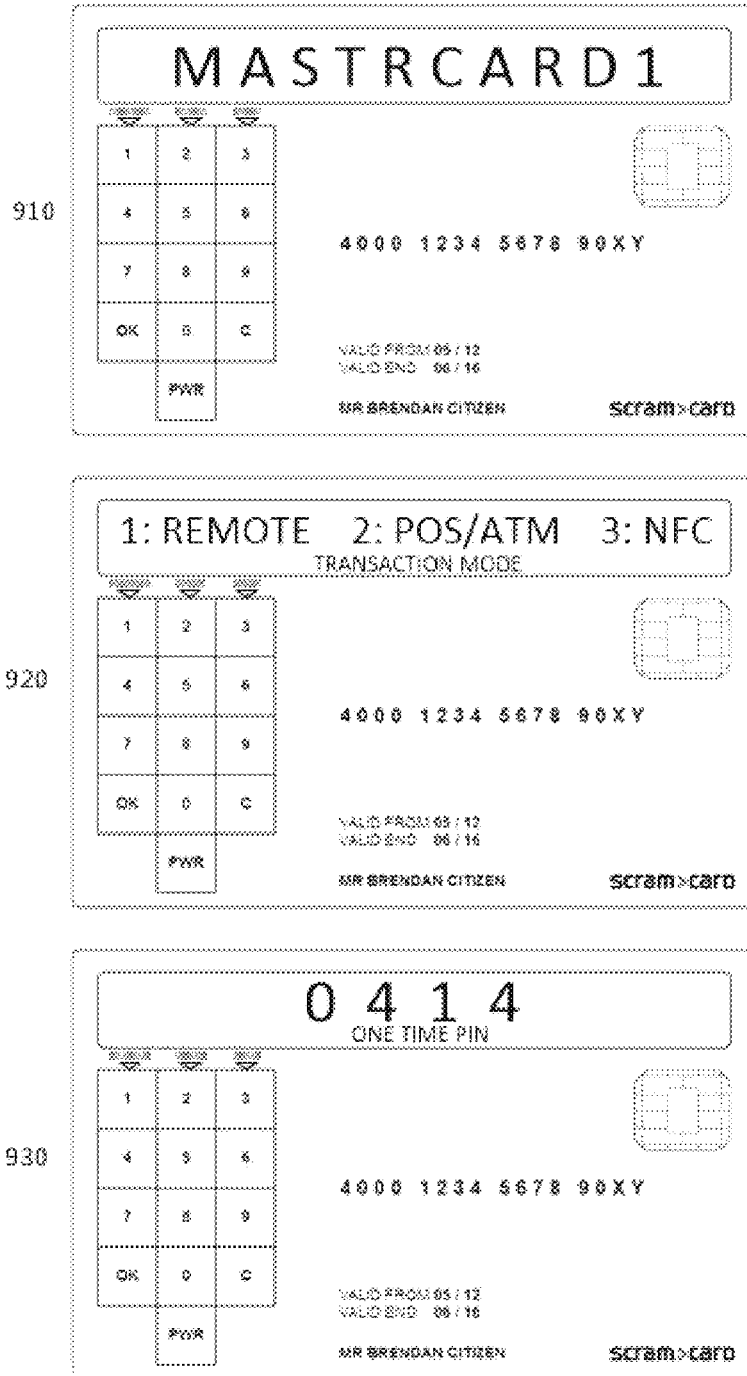 MASTRCARD1
1 2 3
910
4 5 6
4000 1234 5678 90XY
7 8 9
OK 0 C
VALID FROM 05 / 12
VALID END 06 / 16
PWR
MR BRENDAN CITIZEN scram>card
1: REMOTE 2: POS/ATM 3: NFC
TRANSACTION MODE
1 2 3
920
4 5 6
4000 1234 5678 90XY
7 8 9
OK 0 C
VALID FROM 05 / 12
VALID END 06 / 16
PWR
MR BRENDAN CITIZEN scram>card
0 4 1 4
ONE TIME PIN
1 2 3
930
4 5 6
4000 1234 5678 90XY
7 8 9
OK 0 C
VALID FROM 05 / 12
VALID END 06 / 16
PWR
MR BRENDAN CITIZEN scram>card